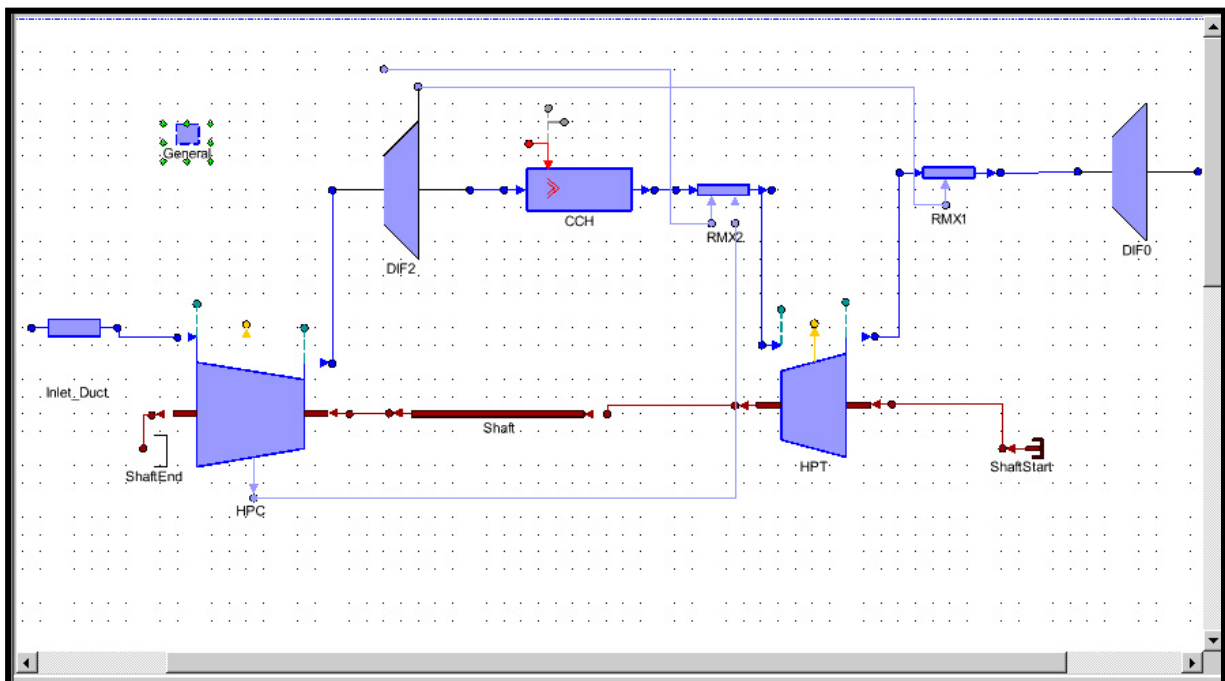 General
CCH
RMX2
RMX1
DIF2
DIF0
Inlet_Duct
Shaft
ShaftEnd
HPC
HPT
ShaftStart